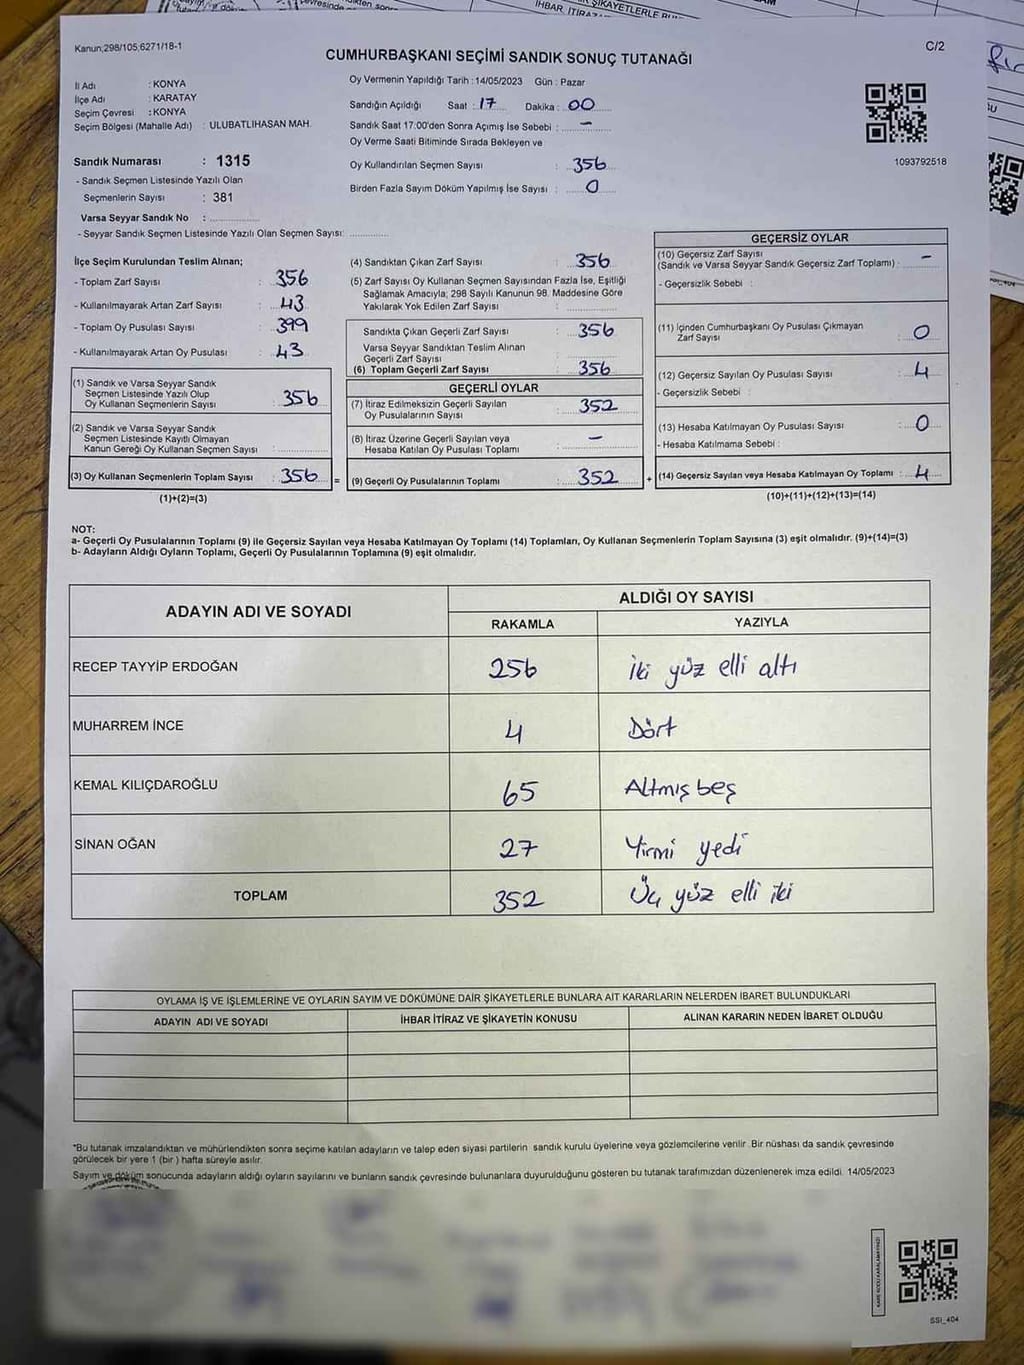 Kanun;298/105;6271/18-1
C/2
CUMHURBAŞKANI SEÇİMİ SANDIK SONUÇ TUTANAĞI
İl Adı : KONYA
İlçe Adı : KARATAY
Seçim Çevresi : KONYA
Seçim Bölgesi (Mahalle Adı) : ULUBATLIHASAN MAH.
Sandık Numarası : 1315
- Sandık Seçmen Listesinde Yazılı Olan
Seçmenlerin Sayısı : 381
Varsa Seyyar Sandık No :
- Seyyar Sandık Seçmen Listesinde Yazılı Olan Seçmen Sayısı:
Oy Vermenin Yapıldığı Tarih : 14/05/2023 Gün : Pazar
Sandığın Açıldığı Saat : 17 Dakika : 00
Sandık Saat 17:00'den Sonra Açımış İse Sebebi : -
Oy Verme Saati Bitiminde Sırada Bekleyen ve
Oy Kullandırılan Seçmen Sayısı : 356
Birden Fazla Sayım Döküm Yapılmış İse Sayısı : 0
1093792518
İlçe Seçim Kurulundan Teslim Alınan;
- Toplam Zarf Sayısı : 356
- Kullanılmayarak Artan Zarf Sayısı : 43
- Toplam Oy Pusulası Sayısı : 399
- Kullanılmayarak Artan Oy Pusulası : 43
(1) Sandık ve Varsa Seyyar Sandık
Seçmen Listesinde Yazılı Olup
Oy Kullanan Seçmenlerin Sayısı : 356
(2) Sandık ve Varsa Seyyar Sandık
Seçmen Listesinde Kayıtlı Olmayan
Kanun Gereği Oy Kullanan Seçmen Sayısı :
(3) Oy Kullanan Seçmenlerin Toplam Sayısı : 356 =
(1)+(2)=(3)
(4) Sandıktan Çıkan Zarf Sayısı : 356
(5) Zarf Sayısı Oy Kullanan Seçmen Sayısından Fazla İse, Eşitliği
Sağlamak Amacıyla; 298 Sayılı Kanunun 98. Maddesine Göre
Yakılarak Yok Edilen Zarf Sayısı :
Sandıkta Çıkan Geçerli Zarf Sayısı : 356
Varsa Seyyar Sandıktan Teslim Alınan
Geçerli Zarf Sayısı :
(6) Toplam Geçerli Zarf Sayısı : 356
GEÇERLİ OYLAR
(7) İtiraz Edilmeksizin Geçerli Sayılan
Oy Pusulalarının Sayısı : 352
(8) İtiraz Üzerine Geçerli Sayılan veya
Hesaba Katılan Oy Pusulası Toplamı : -
(9) Geçerli Oy Pusulalarının Toplamı : 352 +
GEÇERSİZ OYLAR
(10) Geçersiz Zarf Sayısı
(Sandık ve Varsa Seyyar Sandık Geçersiz Zarf Toplamı) : -
- Geçersizlik Sebebi :
(11) İçinden Cumhurbaşkanı Oy Pusulası Çıkmayan
Zarf Sayısı : 0
(12) Geçersiz Sayılan Oy Pusulası Sayısı : 4
- Geçersizlik Sebebi :
(13) Hesaba Katılmayan Oy Pusulası Sayısı : 0
- Hesaba Katılmama Sebebi :
(14) Geçersiz Sayılan veya Hesaba Katılmayan Oy Toplamı : 4
(10)+(11)+(12)+(13)=(14)
NOT:
a- Geçerli Oy Pusulalarının Toplamı (9) ile Geçersiz Sayılan veya Hesaba Katılmayan Oy Toplamı (14) Toplamları, Oy Kullanan Seçmenlerin Toplam Sayısına (3) eşit olmalıdır. (9)+(14)=(3)
b- Adayların Aldığı Oyların Toplamı, Geçerli Oy Pusulalarının Toplamına (9) eşit olmalıdır.
ADAYIN ADI VE SOYADI
ALDIĞI OY SAYISI
RAKAMLA YAZIYLA
RECEP TAYYİP ERDOĞAN 256 İki yüz elli altı
MUHARREM İNCE 4 Dört
KEMAL KILIÇDAROĞLU 65 Altmış beş
SİNAN OĞAN 27 Yirmi yedi
TOPLAM 352 Üç yüz elli iki
OYLAMA İŞ VE İŞLEMLERİNE VE OYLARIN SAYIM VE DÖKÜMÜNE DAİR ŞİKAYETLERLE BUNLARA AİT KARARLARIN NELERDEN İBARET BULUNDUKLARI
ADAYIN ADI VE SOYADI İHBAR İTİRAZ VE ŞİKAYETİN KONUSU ALINAN KARARIN NEDEN İBARET OLDUĞU
*Bu tutanak imzalandıktan ve mühürlendikten sonra seçime katılan adayların ve talep eden siyasi partilerin sandık kurulu üyelerine veya gözlemcilerine verilir .Bir nüshası da sandık çevresinde
görülecek bir yere 1 (bir ) hafta süreyle asılır.
Sayım ve döküm sonucunda adayların aldığı oyların sayılarını ve bunların sandık çevresinde bulunanlara duyurulduğunu gösteren bu tutanak tarafımızdan düzenlenerek imza edildi. 14/05/2023
SSI_404